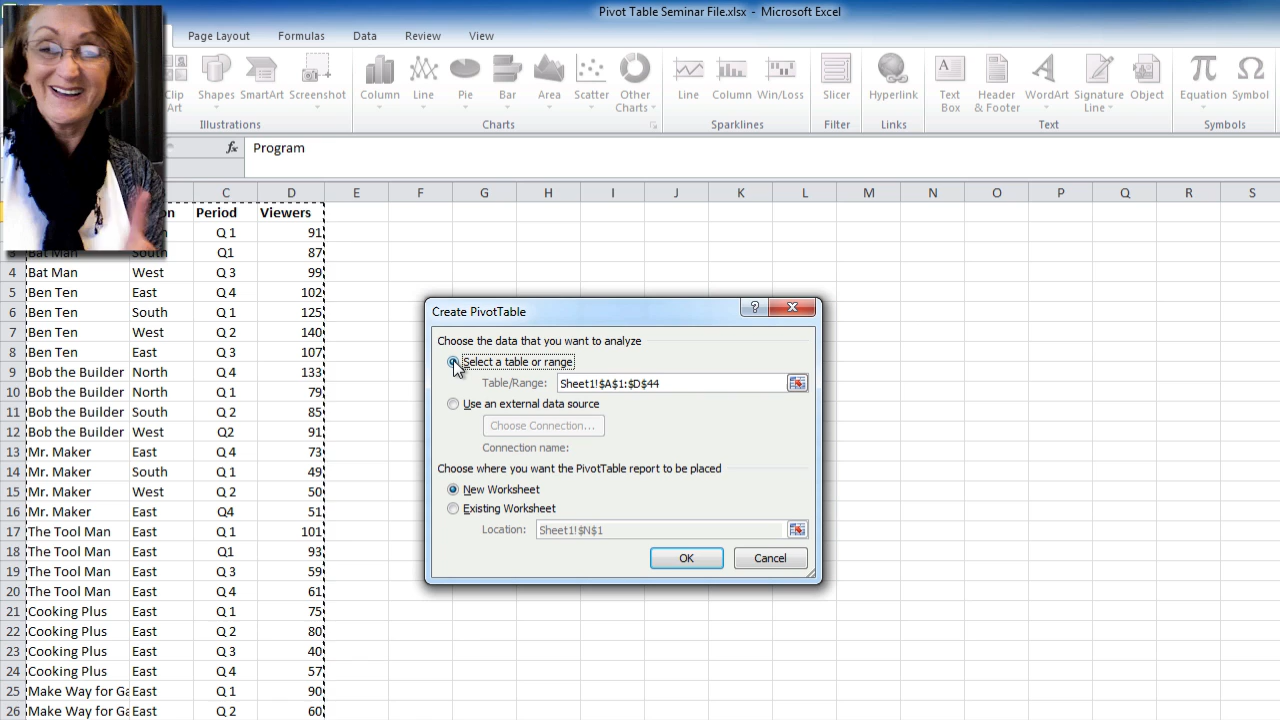 Pivot Table Seminar File.xlsx - Microsoft Excel
Page Layout Formulas Data Review View
Clip Art Shapes SmartArt Screenshot Column Line Pie Bar Area Scatter Other Charts Line Column Win/Loss Slicer Hyperlink Text Box Header & Footer WordArt Signature Line Object Equation Symbol
Illustrations Charts Sparklines Filter Links Text Symbols
fx Program
C D E F G H I J K L M N O P Q R S
Period Viewers
Q 1 91
Bat Man South Q1 87
4 Bat Man West Q 3 99
5 Ben Ten East Q 4 102
6 Ben Ten South Q 1 125
7 Ben Ten West Q 2 140
8 Ben Ten East Q 3 107
9 Bob the Builder North Q 4 133
10 Bob the Builder North Q 1 79
11 Bob the Builder South Q 2 85
12 Bob the Builder West Q2 91
13 Mr. Maker East Q 4 73
14 Mr. Maker South Q 1 49
15 Mr. Maker West Q 2 50
16 Mr. Maker East Q4 51
17 The Tool Man East Q 1 101
18 The Tool Man East Q1 93
19 The Tool Man East Q 3 59
20 The Tool Man East Q 4 61
21 Cooking Plus East Q 1 75
22 Cooking Plus East Q 2 80
23 Cooking Plus East Q 3 40
24 Cooking Plus East Q 4 57
25 Make Way for Ga East Q 1 90
26 Make Way for Ga East Q 2 60
Create PivotTable
?
Choose the data that you want to analyze
Select a table or range
Table/Range: Sheet1!$A$1:$D$44
Use an external data source
Choose Connection...
Connection name:
Choose where you want the PivotTable report to be placed
New Worksheet
Existing Worksheet
Location: Sheet1!$N$1
OK Cancel